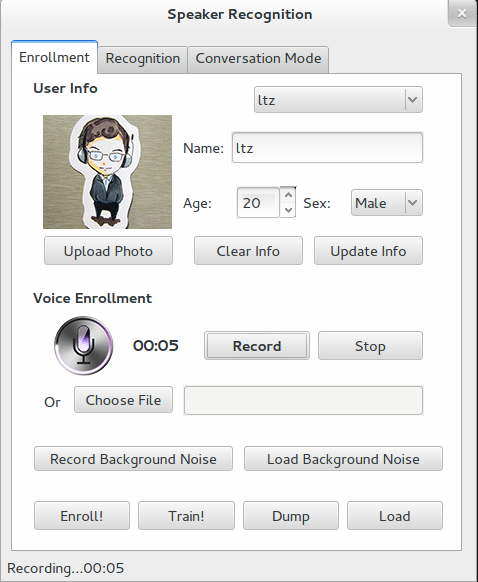 Speaker Recognition
Enrollment Recognition Conversation Mode
User Info
ltz
Name: ltz
Age: 20 Sex: Male
Upload Photo Clear Info Update Info
Voice Enrollment
00:05 Record Stop
Or Choose File
Record Background Noise Load Background Noise
Enroll! Train! Dump Load
Recording...00:05